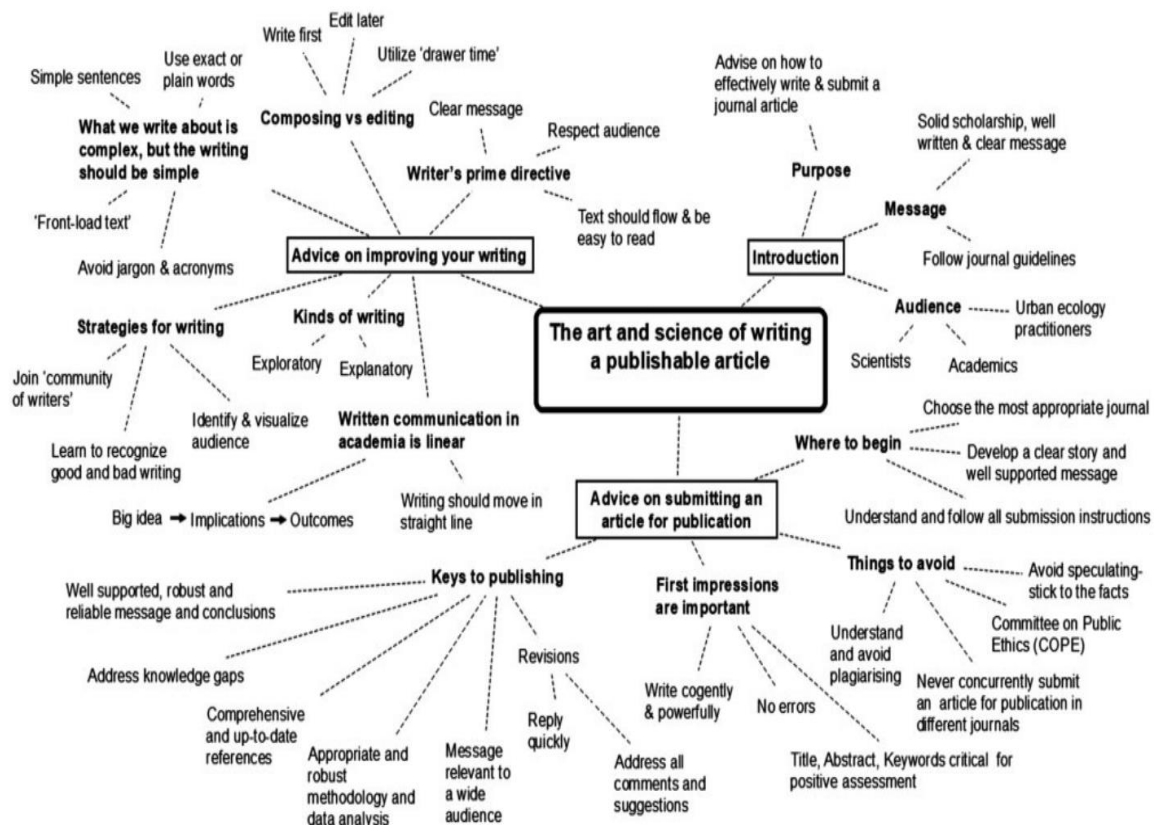 The art and science of writing
a publishable article
Advice on improving your writing
What we write about is
complex, but the writing
should be simple
Simple sentences
Use exact or
plain words
'Front-load text'
Avoid jargon & acronyms
Composing vs editing
Write first
Edit later
Utilize 'drawer time'
Writer's prime directive
Clear message
Respect audience
Text should flow & be
easy to read
Strategies for writing
Join 'community
of writers'
Learn to recognize
good and bad writing
Identify & visualize
audience
Kinds of writing
Exploratory
Explanatory
Written communication in
academia is linear
Big idea → Implications → Outcomes
Writing should move in
straight line
Introduction
Purpose
Advise on how to
effectively write & submit a
journal article
Message
Solid scholarship, well
written & clear message
Follow journal guidelines
Audience
Urban ecology
practitioners
Scientists
Academics
Advice on submitting an
article for publication
Where to begin
Choose the most appropriate journal
Develop a clear story and
well supported message
Understand and follow all submission instructions
Things to avoid
Avoid speculating-
stick to the facts
Committee on Public
Ethics (COPE)
Understand
and avoid
plagiarising
Never concurrently submit
an article for publication in
different journals
First impressions
are important
Write cogently
& powerfully
No errors
Title, Abstract, Keywords critical for
positive assessment
Keys to publishing
Well supported, robust and
reliable message and conclusions
Address knowledge gaps
Comprehensive
and up-to-date
references
Appropriate and
robust
methodology and
data analysis
Message
relevant to
a wide
audience
Revisions
Reply
quickly
Address all
comments and
suggestions